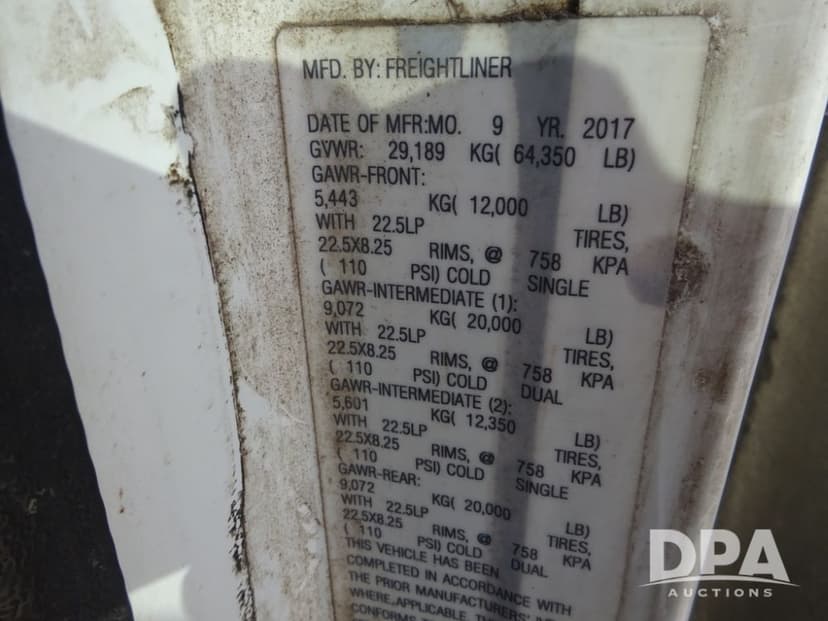 MFD. BY: FREIGHTLINER
DATE OF MFR:MO. 9 YR. 2017
GVWR: 29,189 KG( 64,350 LB)
GAWR-FRONT:
5,443 KG( 12,000 LB)
WITH 22.5LP TIRES,
22.5X8.25 RIMS, @ 758 KPA
( 110 PSI) COLD SINGLE
GAWR-INTERMEDIATE (1):
9,072 KG( 20,000 LB)
WITH 22.5LP TIRES,
22.5X8.25 RIMS, @ 758 KPA
( 110 PSI) COLD DUAL
GAWR-INTERMEDIATE (2):
5,601 KG( 12,350 LB)
WITH 22.5LP TIRES,
22.5X8.25 RIMS, @ 758 KPA
( 110 PSI) COLD SINGLE
GAWR-REAR:
9,072 KG( 20,000 LB)
WITH 22.5LP TIRES,
22.5X8.25 RIMS, @ 758 KPA
( 110 PSI) COLD DUAL
THIS VEHICLE HAS BEEN
COMPLETED IN ACCORDANCE WITH
THE PRIOR MANUFACTURERS'
WHERE APPLICABLE. 
CONFORMS
DPA
AUCTIONS